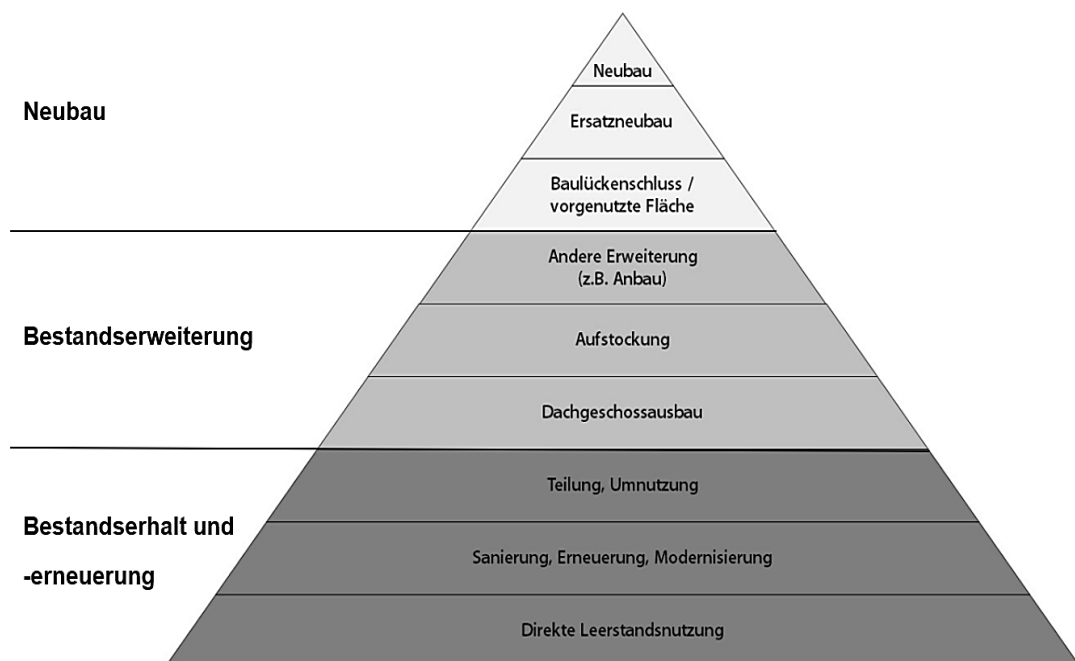 Neubau
Neubau
Ersatzneubau
Baulückenschluss /
vorgenutzte Fläche
Bestandserweiterung
Andere Erweiterung
(z.B. Anbau)
Aufstockung
Dachgeschossausbau
Bestandserhalt und
-erneuerung
Teilung, Umnutzung
Sanierung, Erneuerung, Modernisierung
Direkte Leerstandsnutzung